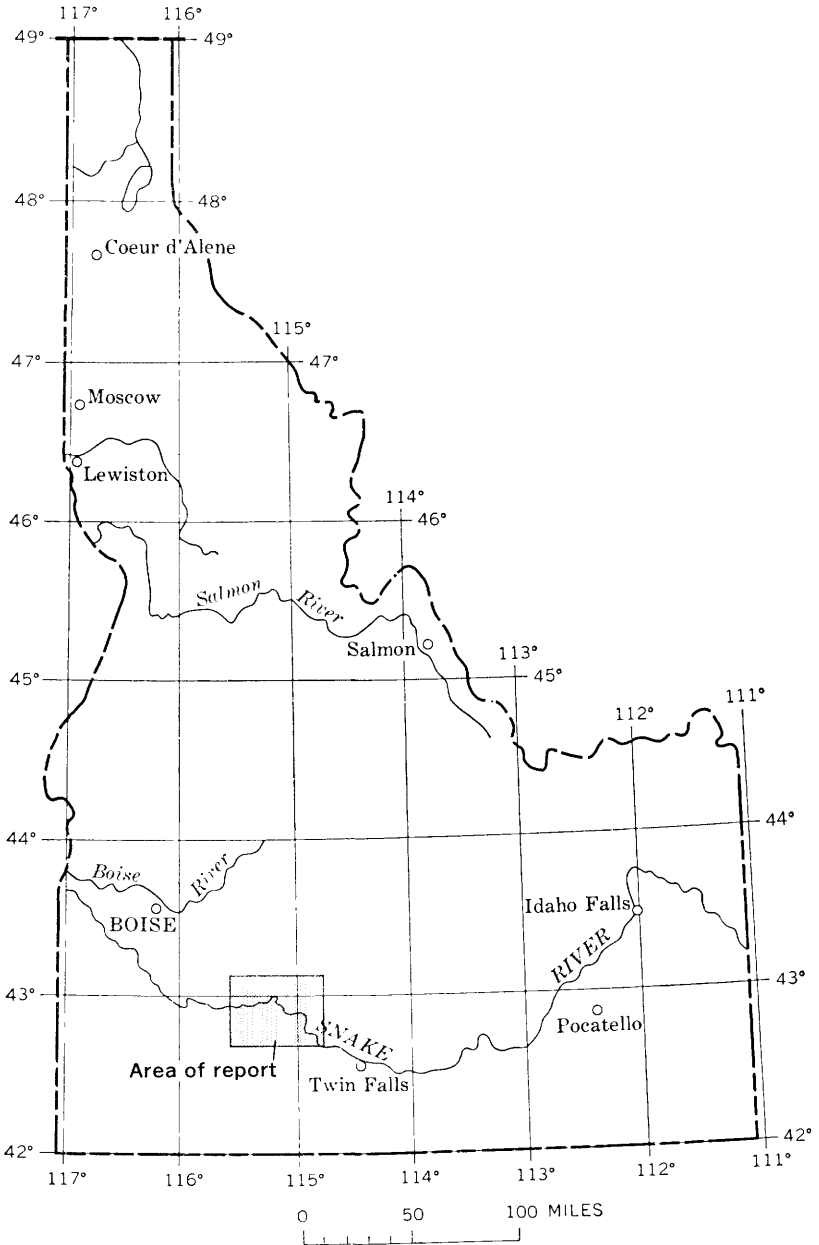 117° 116°
49° 49°
48° 48°
Coeur d'Alene
115°
47° 47°
Moscow
Lewiston
114°
46° 46°
Salmon River
Salmon
113°
45° 45°
111°
112°
44° 44°
Boise River
BOISE
Idaho Falls
RIVER
43° 43°
Pocatello
SNAKE
Area of report
Twin Falls
42° 42°
117° 116° 115° 114° 113° 112° 111°
0 50 100 MILES